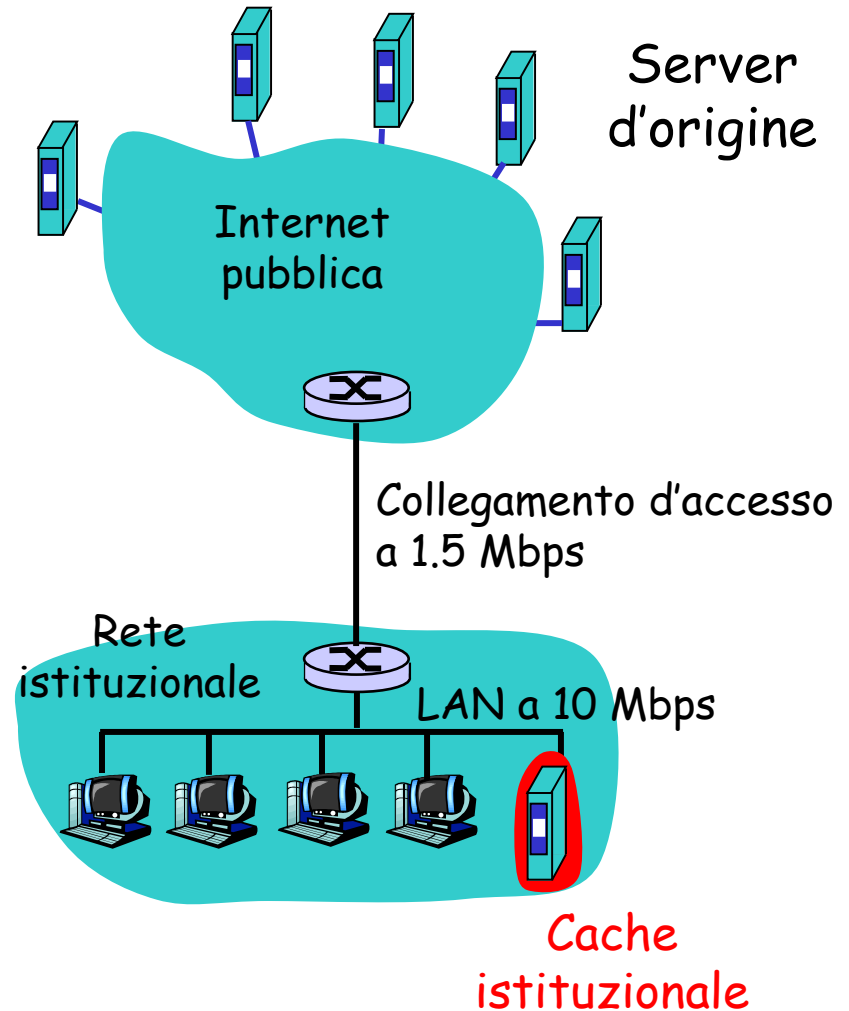 Server
d'origine
Internet
pubblica
Collegamento d'accesso
a 1.5 Mbps
Rete
istituzionale
LAN a 10 Mbps
Cache
istituzionale